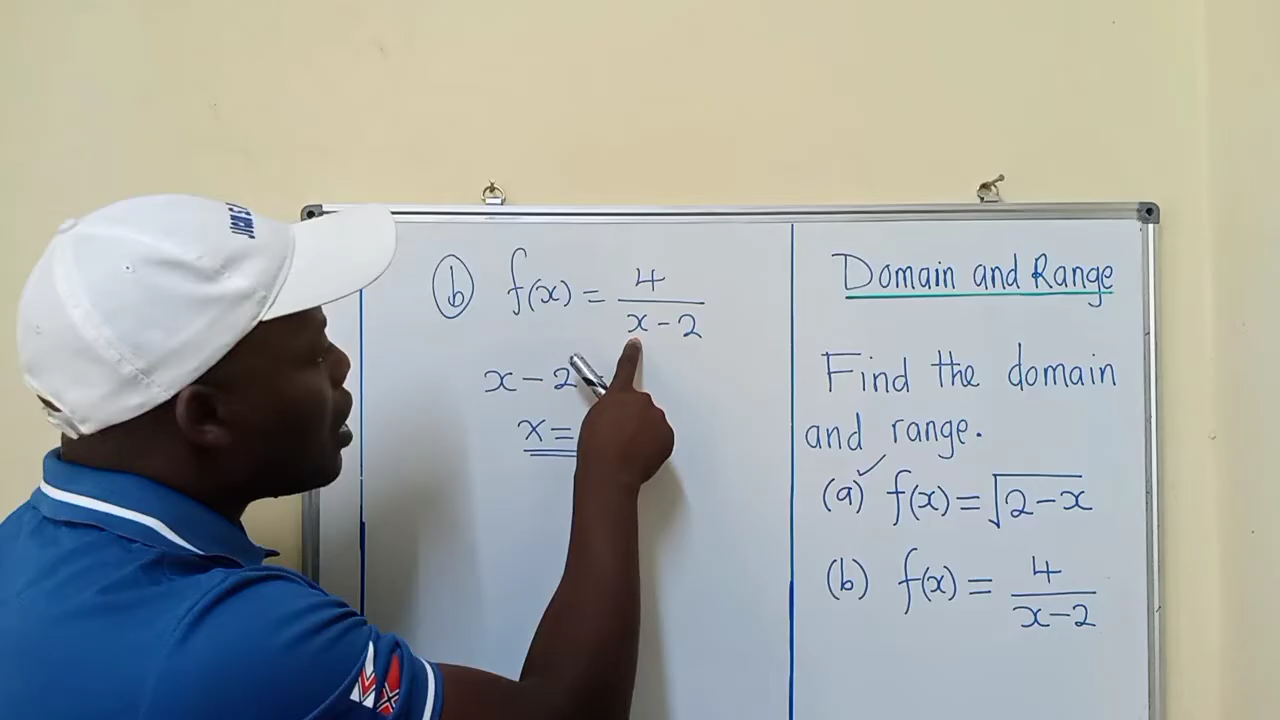 (b) f(x) = 4/(x-2)
x - 2
x =
Domain and Range
Find the domain
and range.
(a) ✓ f(x) = √(2-x)
(b) f(x) = 4/(x-2)